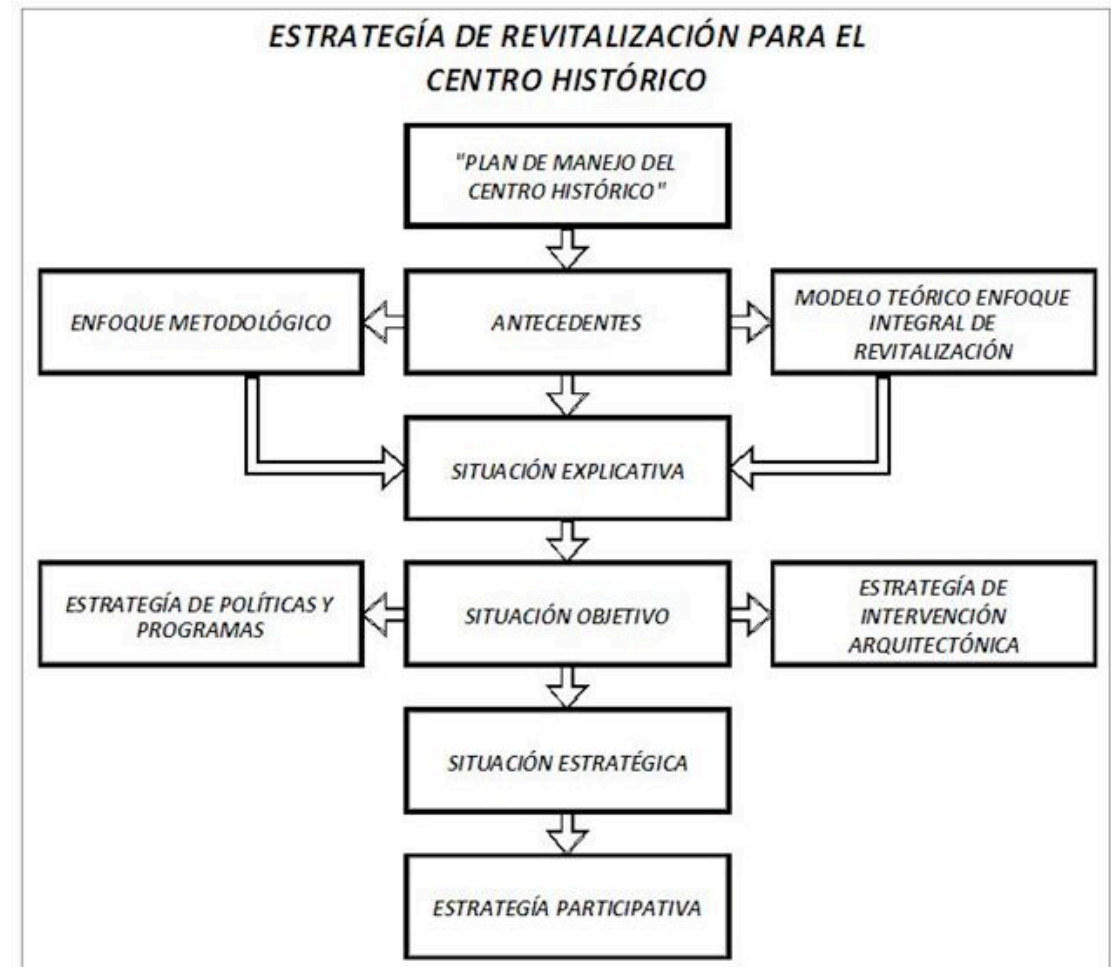 ESTRATEGÍA DE REVITALIZACIÓN PARA EL
CENTRO HISTÓRICO
"PLAN DE MANEJO DEL
CENTRO HISTÓRICO"
ENFOQUE METODOLÓGICO
ANTECEDENTES
MODELO TEÓRICO ENFOQUE
INTEGRAL DE
REVITALIZACIÓN
SITUACIÓN EXPLICATIVA
ESTRATEGÍA DE POLÍTICAS Y
PROGRAMAS
SITUACIÓN OBJETIVO
ESTRATEGÍA DE
INTERVENCIÓN
ARQUITECTÓNICA
SITUACIÓN ESTRATÉGICA
ESTRATEGÍA PARTICIPATIVA